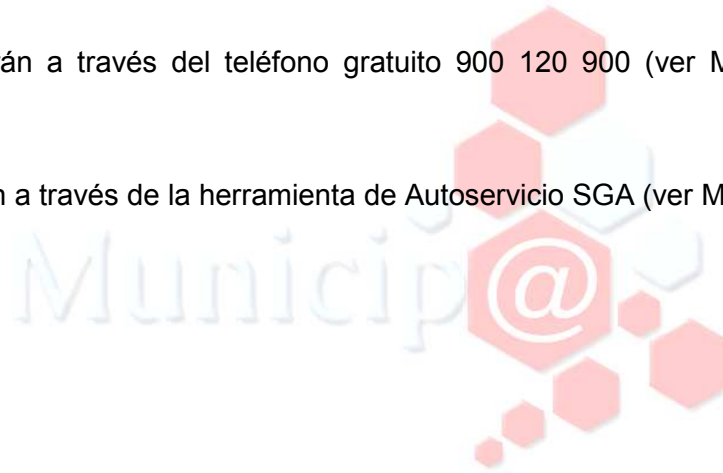 án a través del teléfono gratuito 900 120 900 (ver M
n a través de la herramienta de Autoservicio SGA (ver M
Municip@